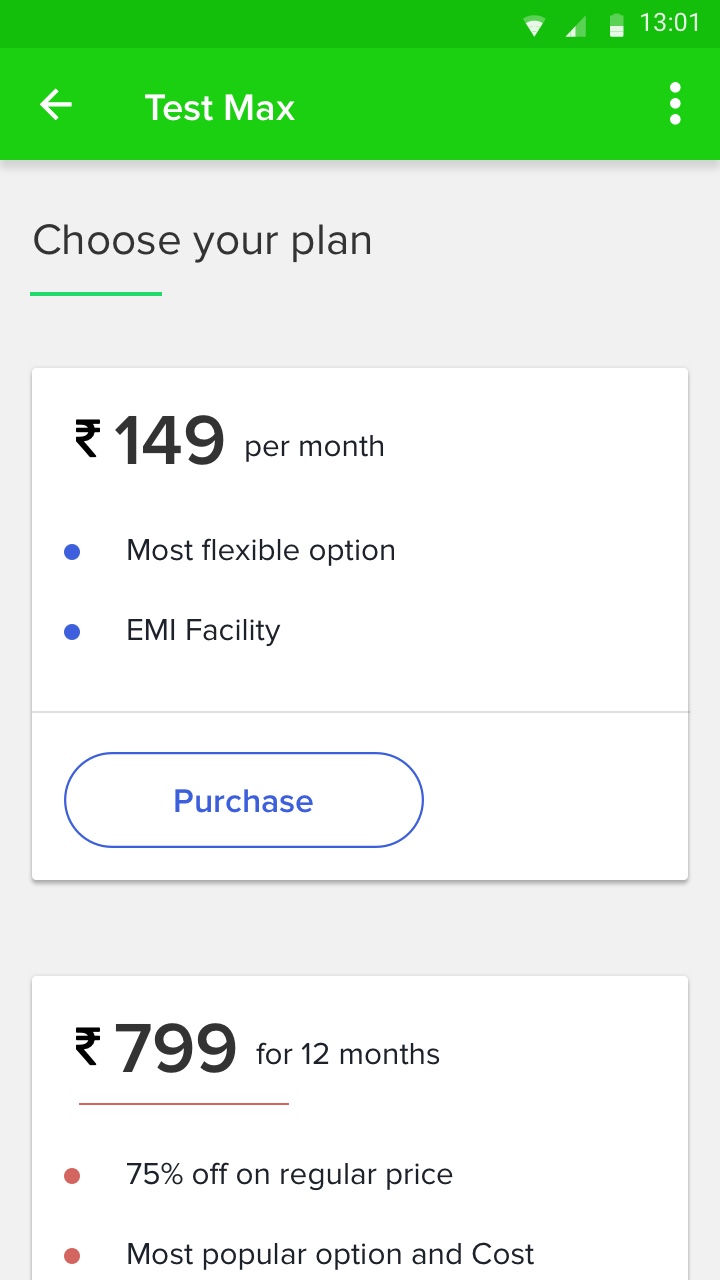 13:01
Test Max
Choose your plan
₹ 149 per month
Most flexible option
EMI Facility
Purchase
₹ 799 for 12 months
75% off on regular price
Most popular option and Cost